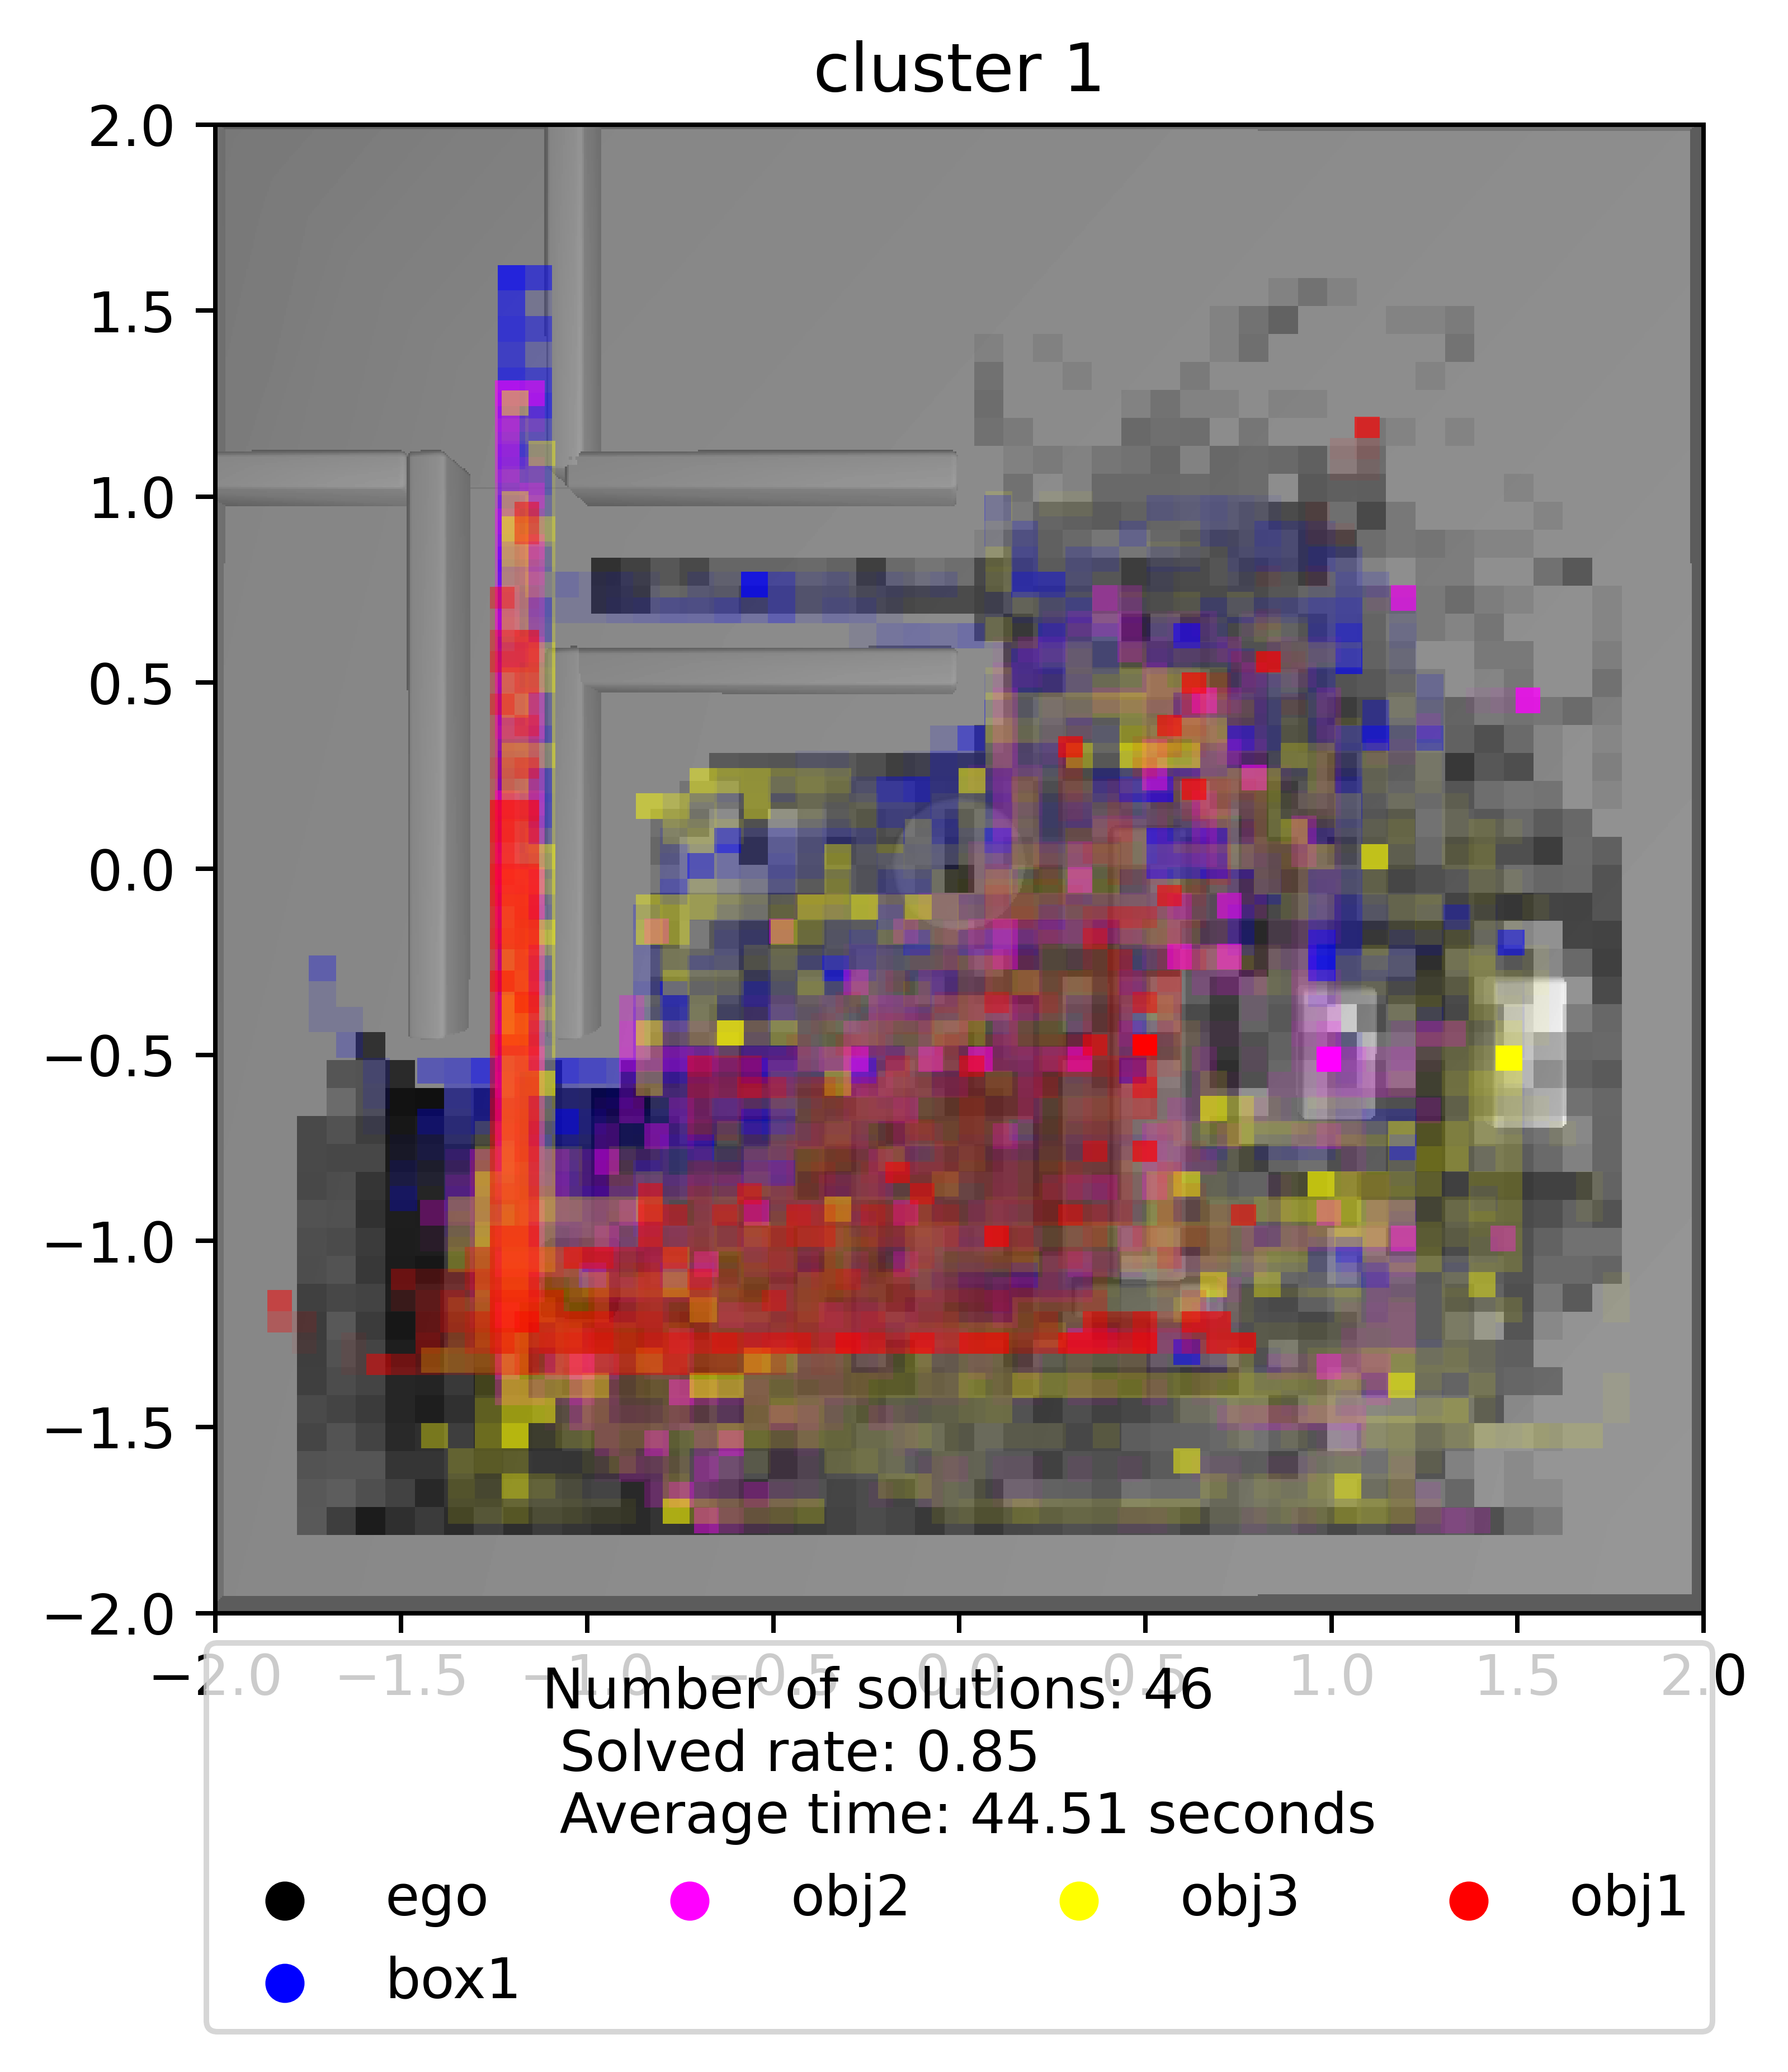 cluster 1
2.0
1.5
1.0
0.5
0.0
−0.5
−1.0
−1.5
−2.0
−2.0 −1.5 −1.0 −0.5 0.0 0.5 1.0 1.5 2.0
Number of solutions: 46
Solved rate: 0.85
Average time: 44.51 seconds
ego obj2 obj3 obj1
box1